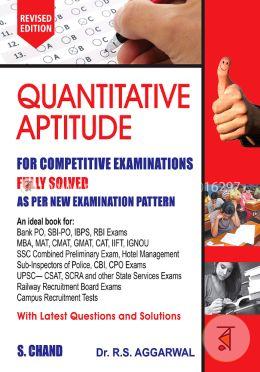 REVISED
EDITION
QUANTITATIVE
APTITUDE
FOR COMPETITIVE EXAMINATIONS
FULLY SOLVED
AS PER NEW EXAMINATION PATTERN
An ideal book for:
Bank PO, SBI-PO, IBPS, RBI Exams
MBA, MAT, CMAT, GMAT, CAT, IIFT, IGNOU
SSC Combined Preliminary Exam, Hotel Management
Sub-Inspectors of Police, CBI, CPO Exams
UPSC— CSAT, SCRA and other State Services Exams
Railway Recruitment Board Exams
Campus Recruitment Tests
With Latest Questions and Solutions
S. CHAND
Dr. R.S. AGGARWAL